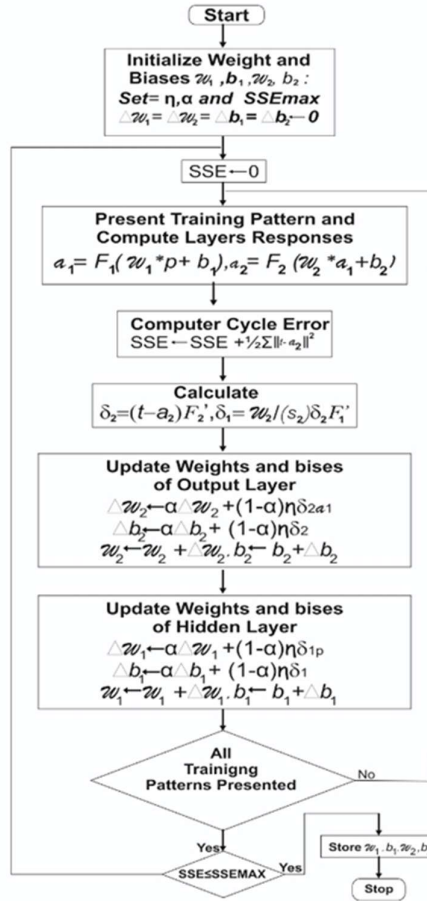 Start
Initialize Weight and
Biases w₁ ,b₁ ,w₂, b₂ :
Set= η,α and SSEmax
△w₁= △w₂= △b₁= △b₂←0
SSE←0
Present Training Pattern and
Compute Layers Responses
a₁= F₁( w₁*p+ b₁),a₂= F₂ (w₂*a₁+b₂)
Computer Cycle Error
SSE←SSE +½Σ‖t-a₂‖²
Calculate
δ₂=(t−a₂)F₂',δ₁= w₂/(s₂)δ₂F₁'
Update Weights and bises
of Output Layer
△w₂←α△w₂+(1-α)ηδ₂a₁
△b₂←α△b₂+ (1-α)ηδ₂
w₂←w₂ +△w₂.b₂← b₂+△b₂
Update Weights and bises
of Hidden Layer
△w₁←α△w₁+(1-α)ηδ₁p
△b₁←α△b₁+ (1-α)ηδ₁
w₁←w₁ +△w₁.b₁← b₁+△b₁
All
Trainigng
Patterns Presented
No
Yes
SSE≤SSEMAX
Yes
Store w₁.b₁.w₂,b
Stop